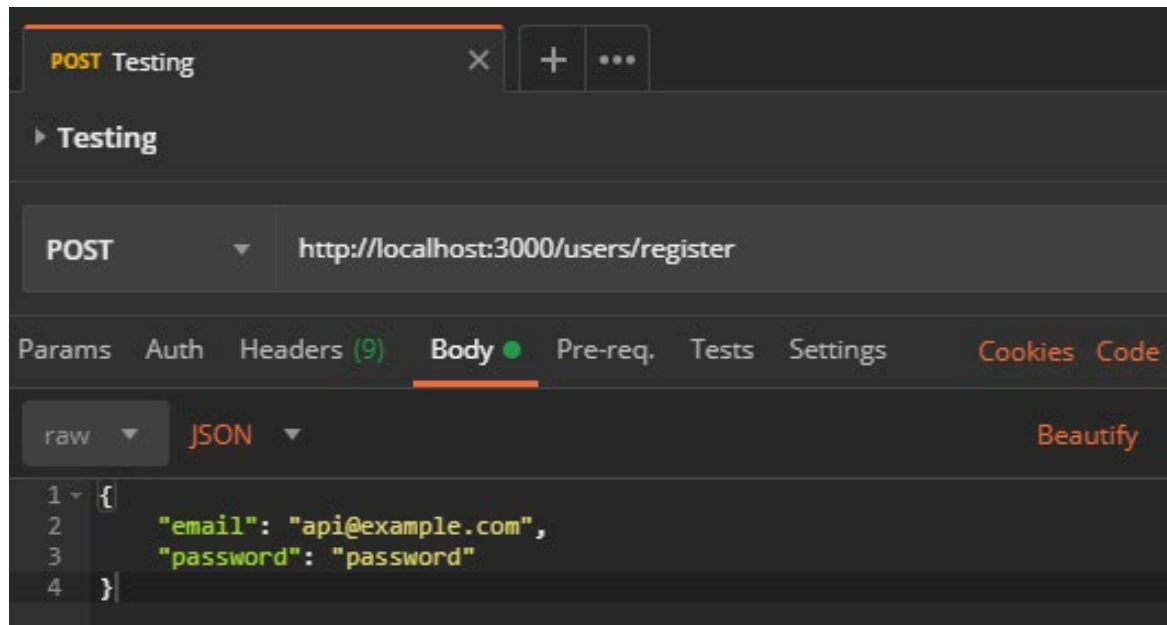 POST Testing
Testing
POST http://localhost:3000/users/register
Params Auth Headers (9) Body Pre-req. Tests Settings Cookies Code
raw JSON Beautify
1 {
2 "email": "api@example.com",
3 "password": "password"
4 }